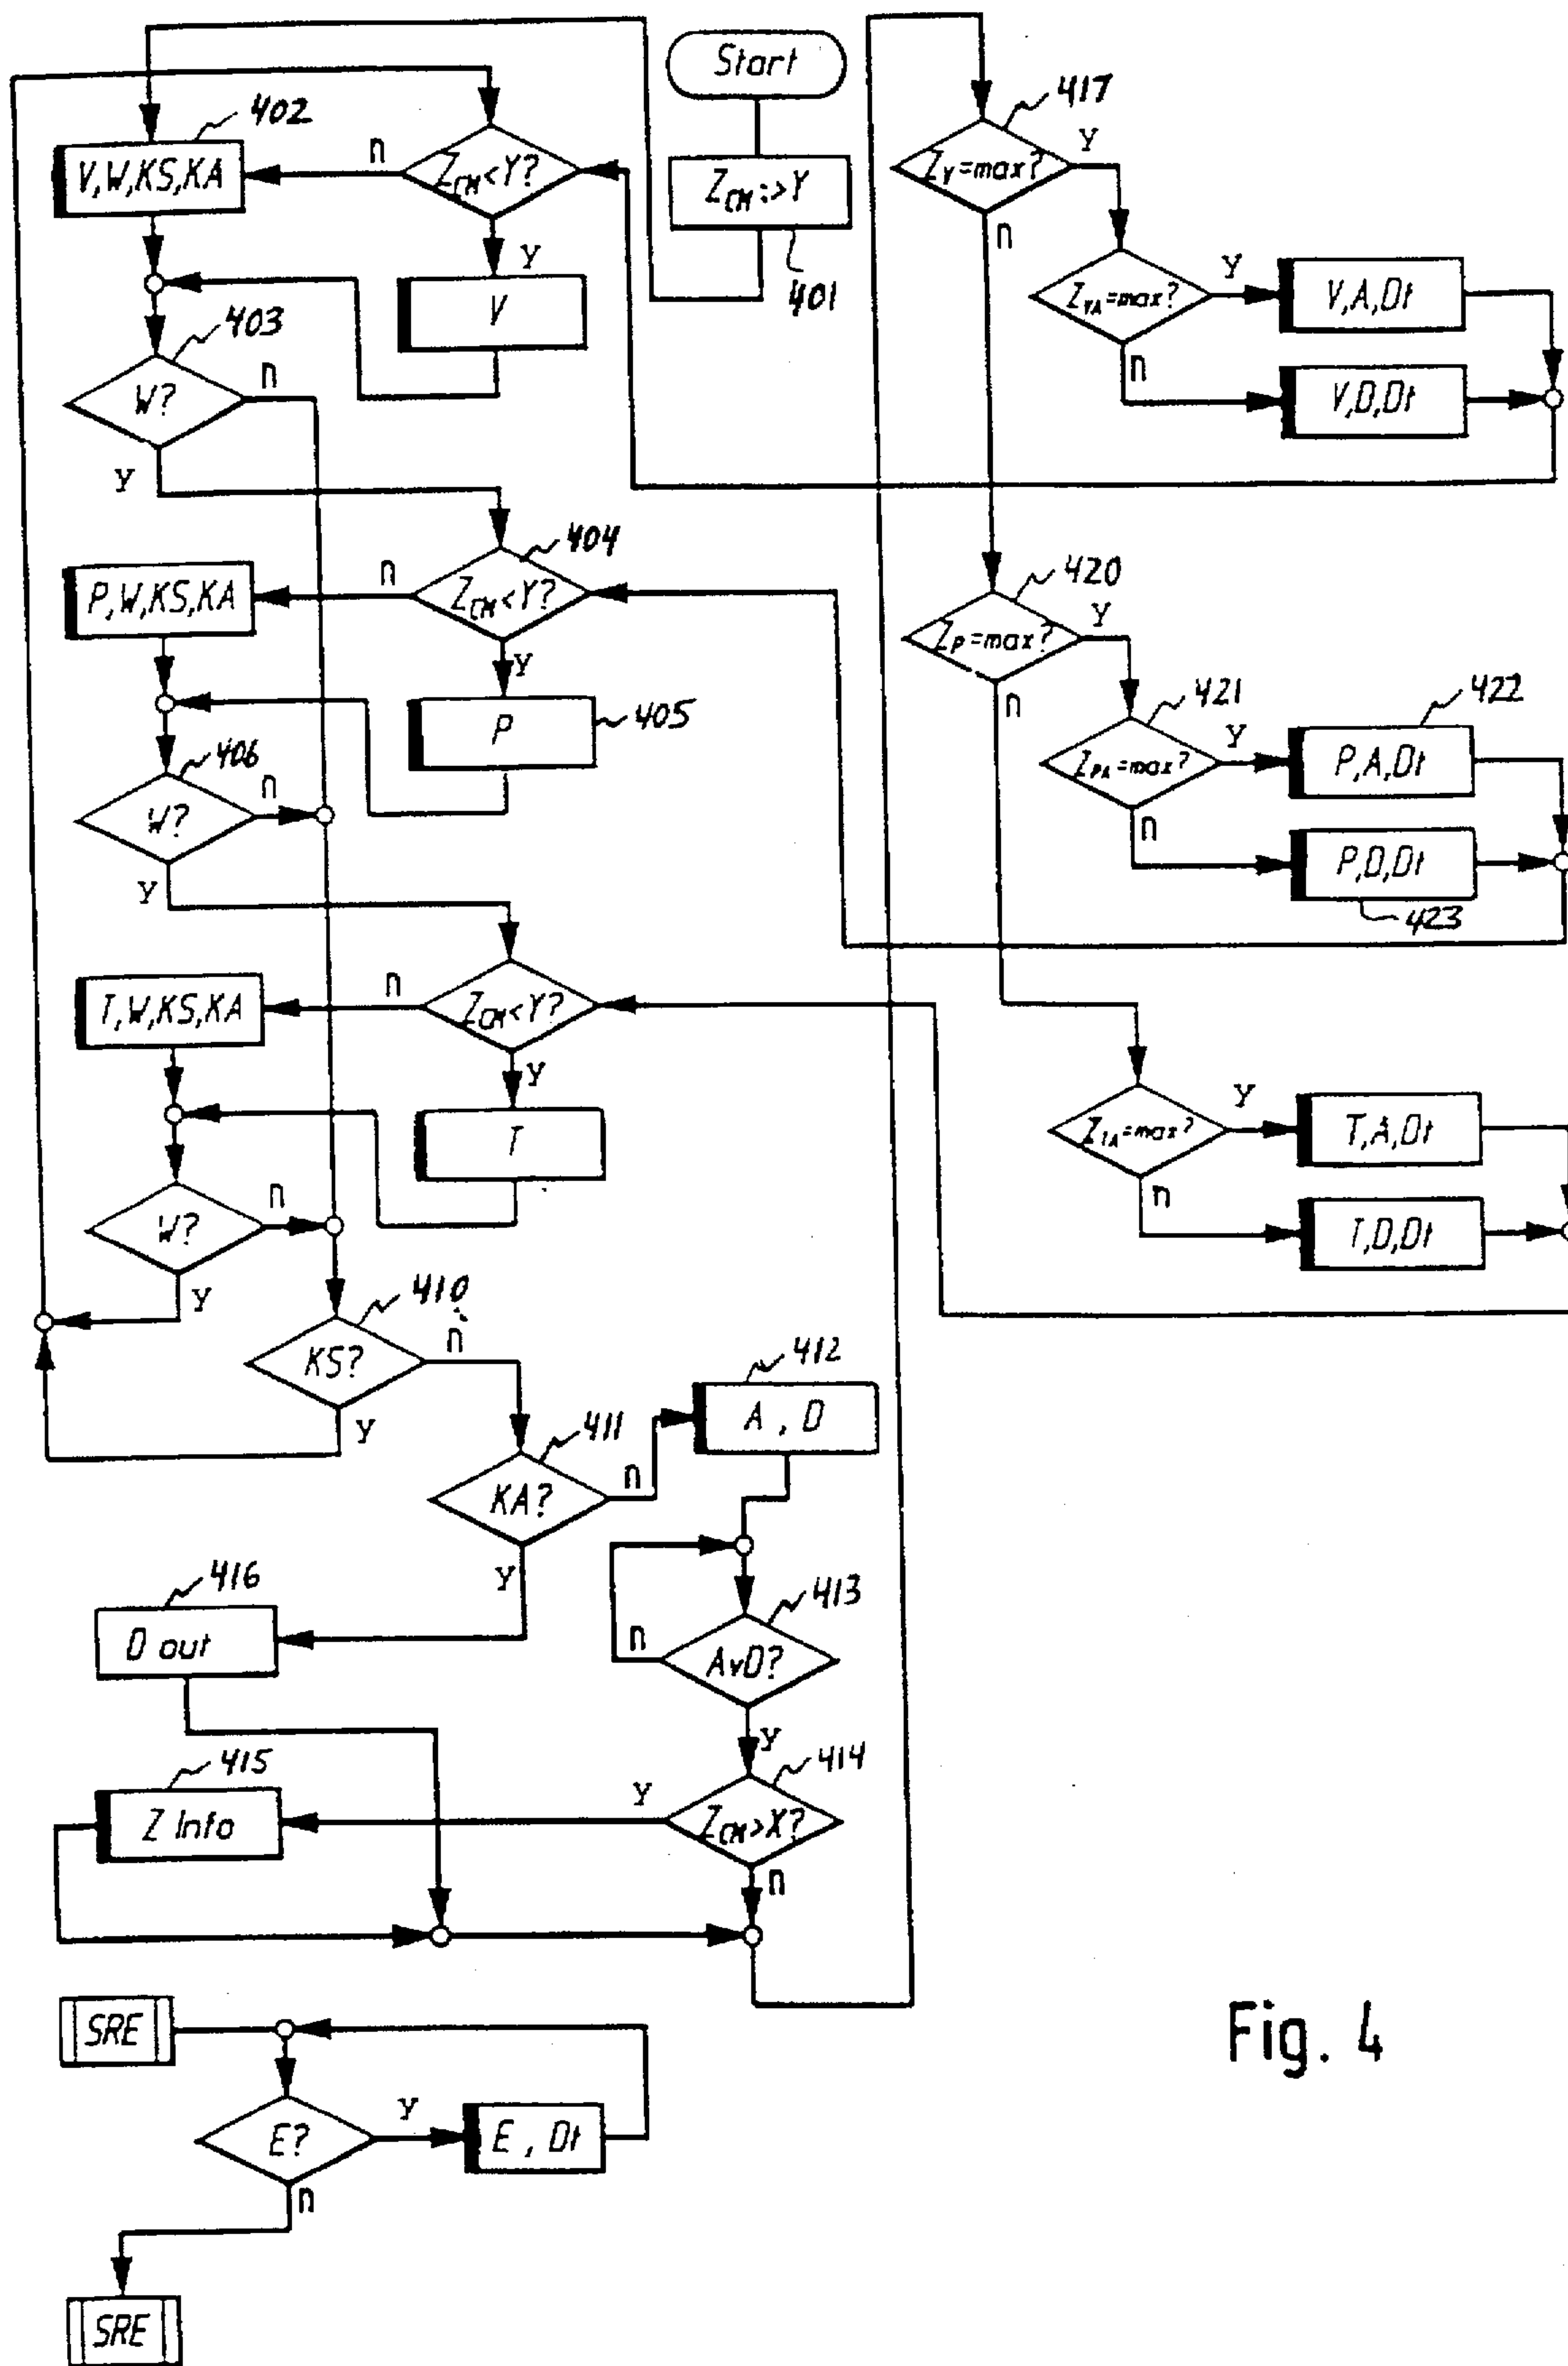 Start
417
Y
402
n
Z_CM<Y?
V,W,KS,KA
Z_CM:>Y
401
Z_V=max?
n
Y
V
Z_VA=max?
Y
V,A,Dt
n
V,D,Dt
403
W?
n
Y
404
n
Z_CM<Y?
P,W,KS,KA
Y
P
405
420
Z_P=max?
Y
n
421
Z_PA=max?
Y
422
P,A,Dt
n
P,D,Dt
423
406
W?
n
Y
n
Z_CM<Y?
T,W,KS,KA
Y
T
Z_TA=max?
Y
T,A,Dt
n
T,D,Dt
W?
n
Y
410
KS?
n
Y
411
KA?
n
Y
412
A , D
413
AvD?
n
Y
416
D out
414
Z_CM>X?
Y
n
415
Z Info
SRE
E?
Y
E , Dt
n
SRE
Fig. 4